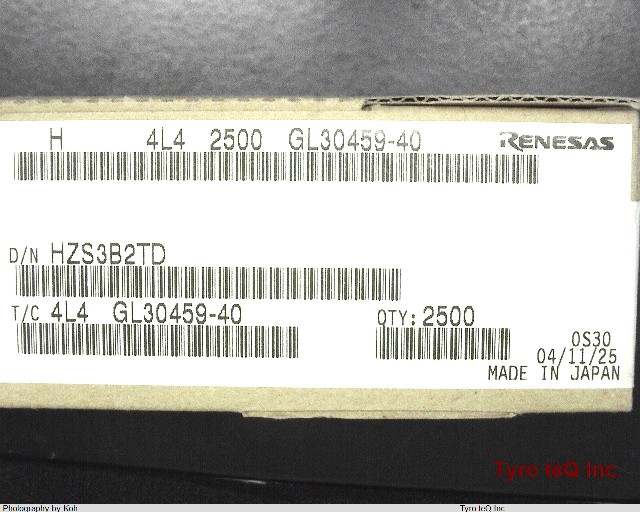 H 4L4 2500 GL30459-40 RENESAS
D/N HZS3B2TD
T/C 4L4 GL30459-40 QTY: 2500
0S30
04/11/25
MADE IN JAPAN
Tyro teQ Inc.
Photography by Koh Tyro teQ Inc